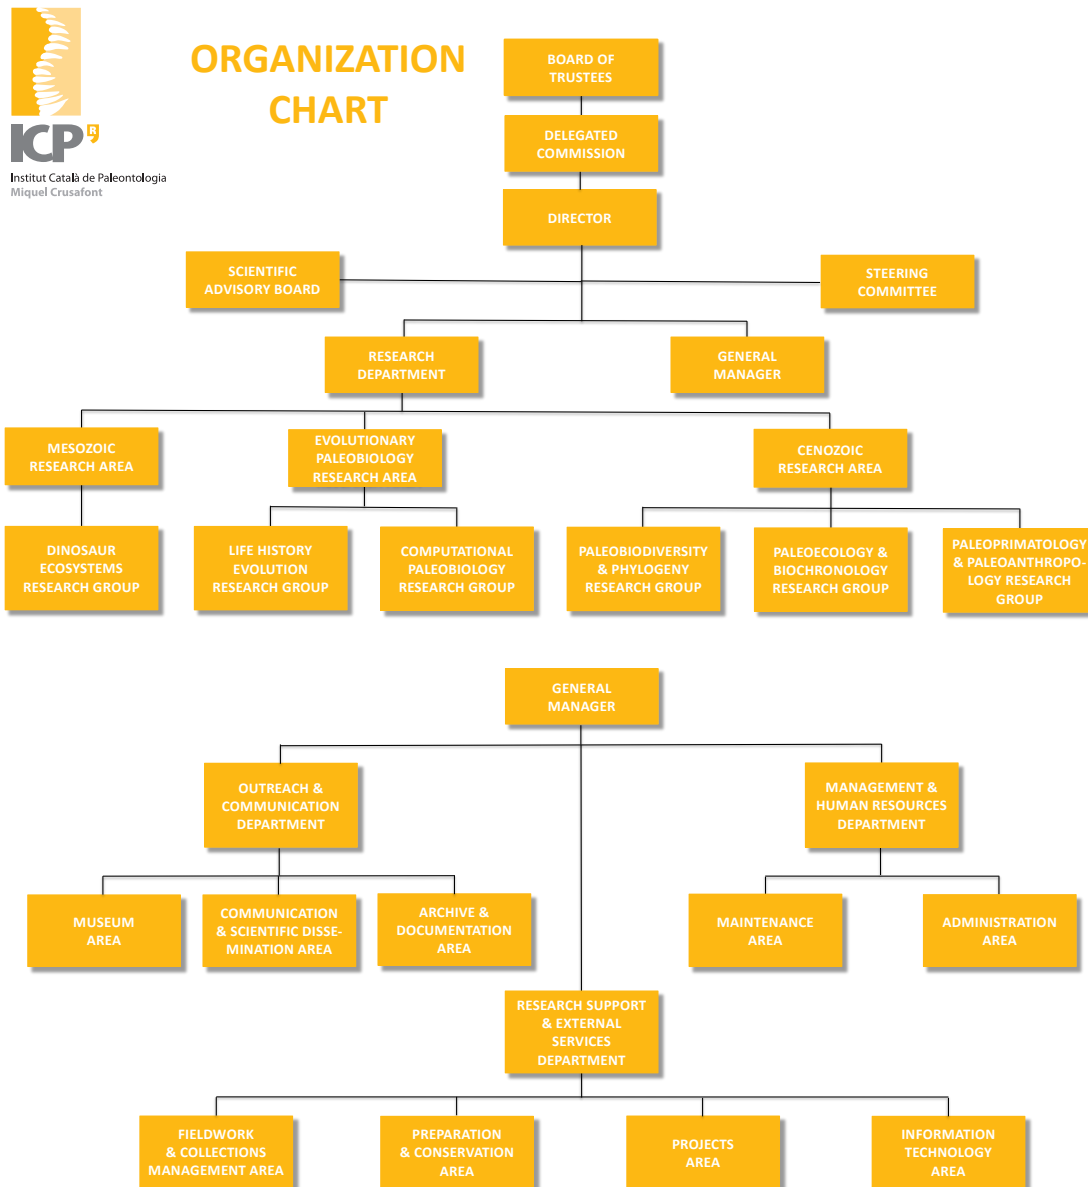 ORGANIZATION
CHART
ICP
R
Institut Català de Paleontologia
Miquel Crusafont
BOARD OF
TRUSTEES
DELEGATED
COMMISSION
DIRECTOR
SCIENTIFIC
ADVISORY BOARD
STEERING
COMMITTEE
RESEARCH
DEPARTMENT
GENERAL
MANAGER
MESOZOIC
RESEARCH AREA
EVOLUTIONARY
PALEOBIOLOGY
RESEARCH AREA
CENOZOIC
RESEARCH AREA
DINOSAUR
ECOSYSTEMS
RESEARCH GROUP
LIFE HISTORY
EVOLUTION
RESEARCH GROUP
COMPUTATIONAL
PALEOBIOLOGY
RESEARCH GROUP
PALEOBIODIVERSITY
& PHYLOGENY
RESEARCH GROUP
PALEOECOLOGY &
BIOCHRONOLOGY
RESEARCH GROUP
PALEOPRIMATOLOGY
& PALEOANTHROPO-
LOGY RESEARCH
GROUP
GENERAL
MANAGER
OUTREACH &
COMMUNICATION
DEPARTMENT
MANAGEMENT &
HUMAN RESOURCES
DEPARTMENT
MUSEUM
AREA
COMMUNICATION
& SCIENTIFIC DISSE-
MINATION AREA
ARCHIVE &
DOCUMENTATION
AREA
MAINTENANCE
AREA
ADMINISTRATION
AREA
RESEARCH SUPPORT
& EXTERNAL
SERVICES
DEPARTMENT
FIELDWORK
& COLLECTIONS
MANAGEMENT AREA
PREPARATION
& CONSERVATION
AREA
PROJECTS
AREA
INFORMATION
TECHNOLOGY
AREA